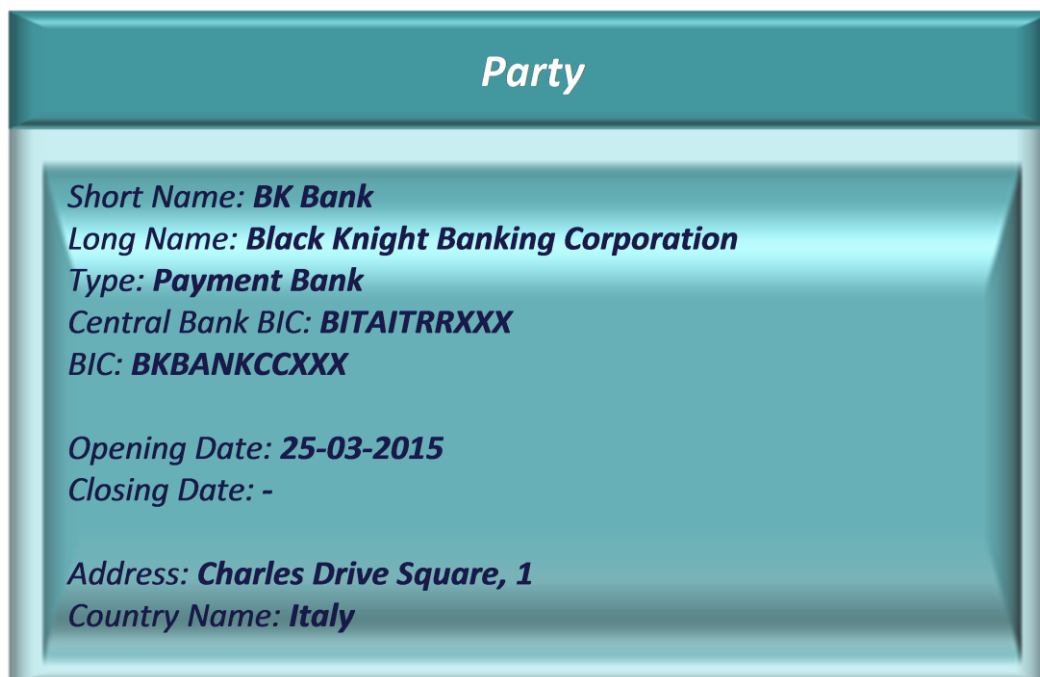 Party
Short Name: BK Bank
Long Name: Black Knight Banking Corporation
Type: Payment Bank
Central Bank BIC: BITAITRRXXX
BIC: BKBANKCCXXX
Opening Date: 25-03-2015
Closing Date: -
Address: Charles Drive Square, 1
Country Name: Italy